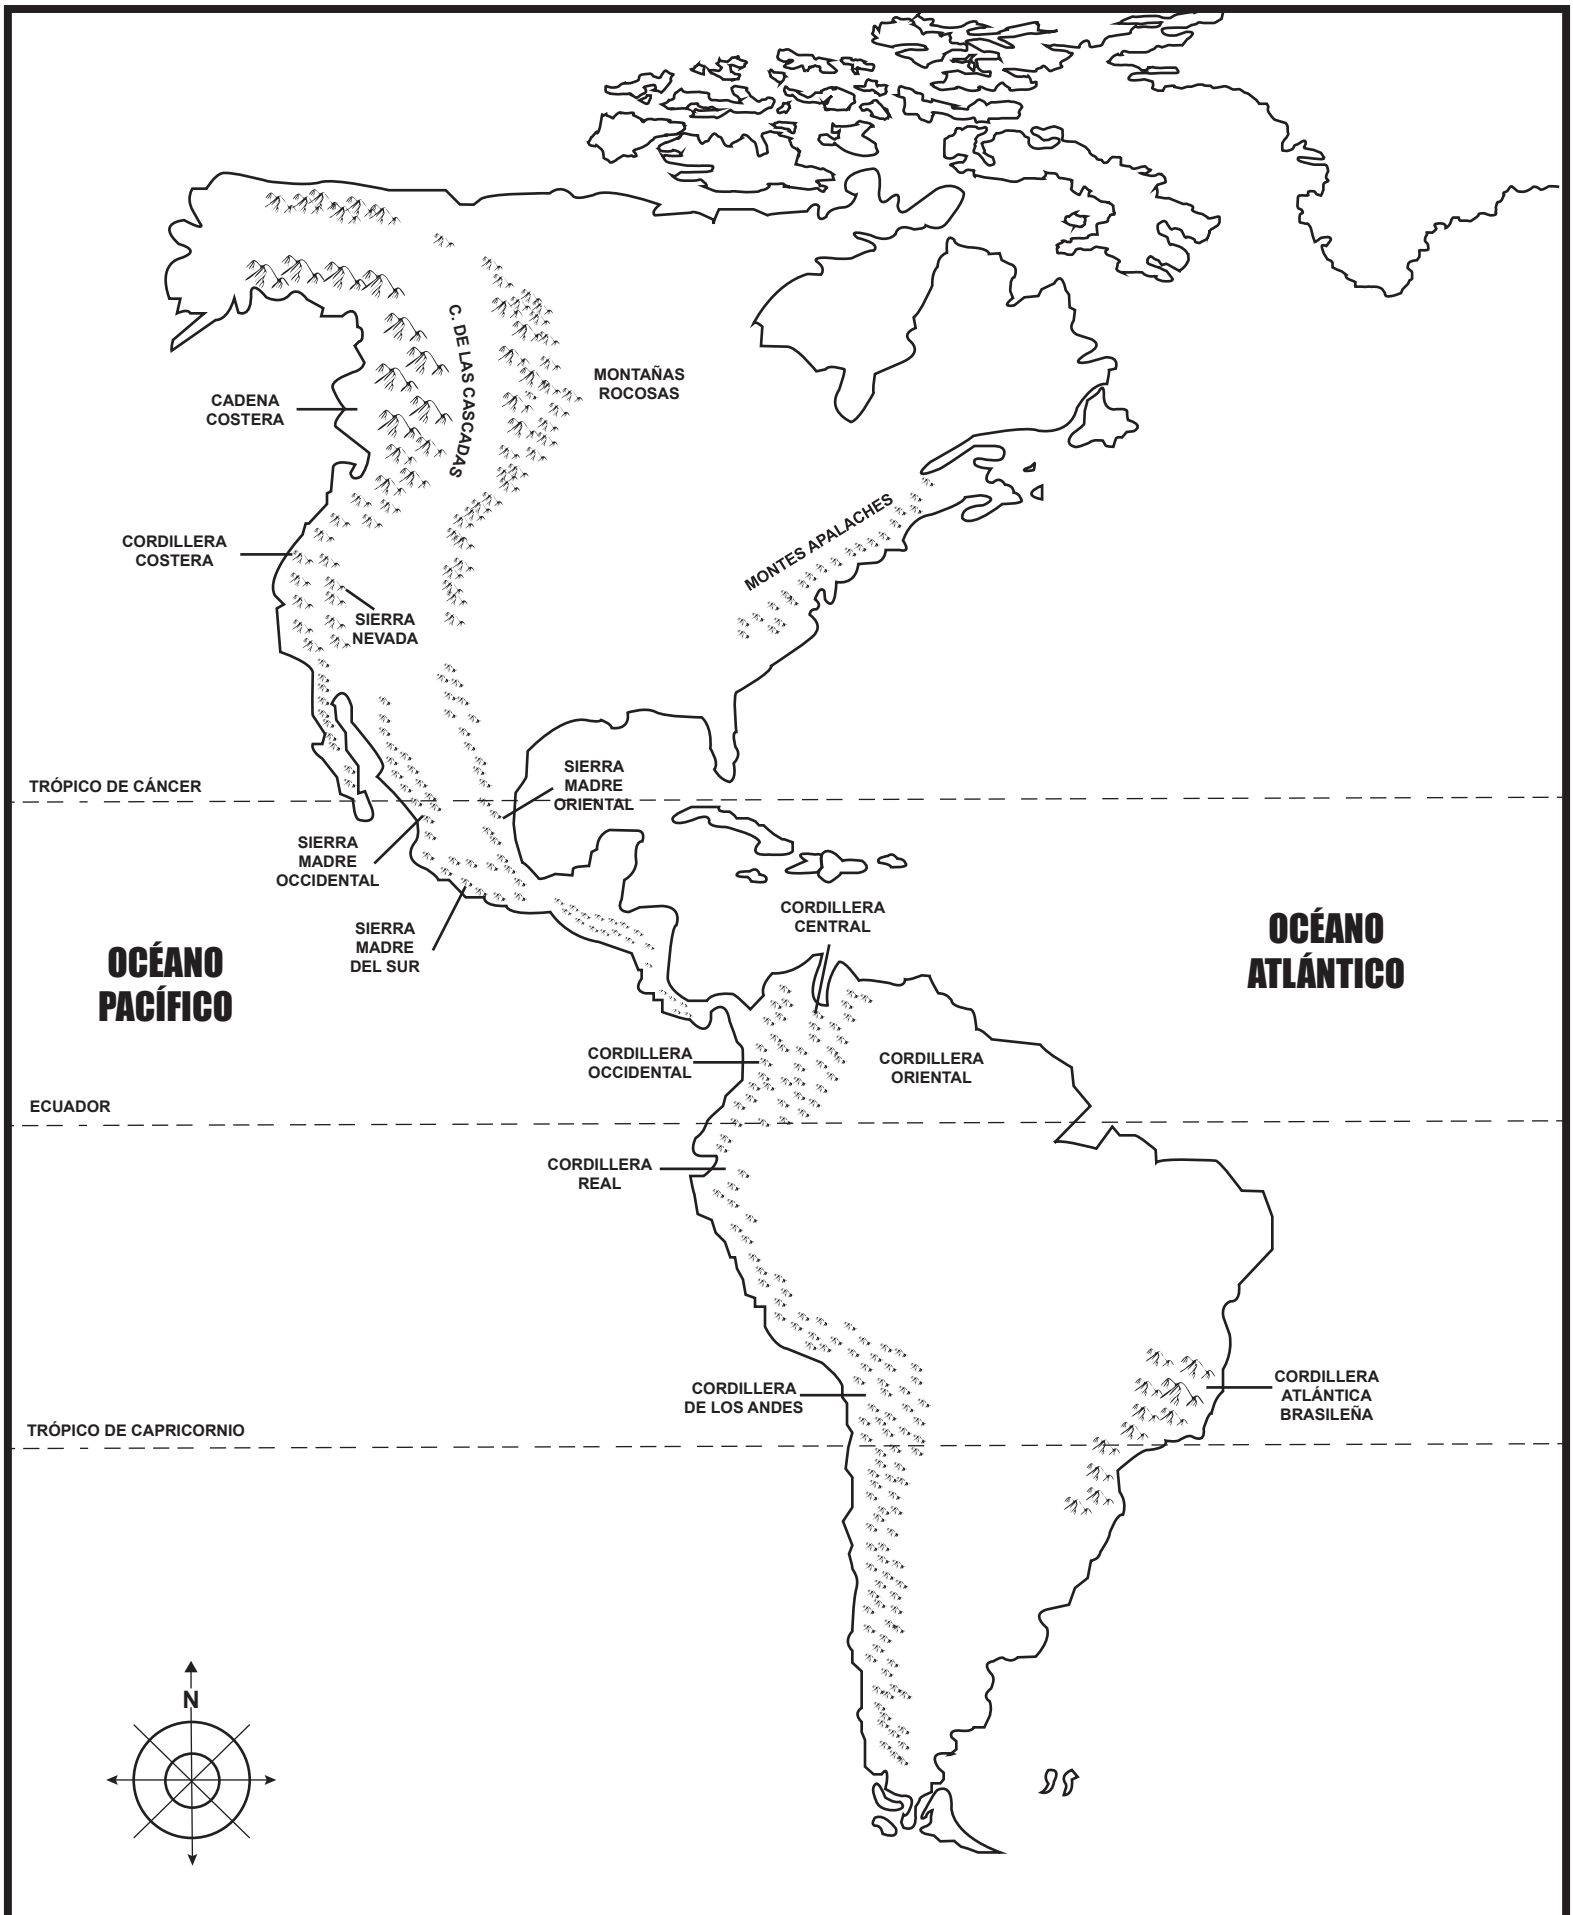 C. DE LAS CASCADAS
MONTAÑAS
ROCOSAS
CADENA
COSTERA
MONTES APALACHES
CORDILLERA
COSTERA
SIERRA
NEVADA
SIERRA
MADRE
ORIENTAL
TRÓPICO DE CÁNCER
SIERRA
MADRE
OCCIDENTAL
SIERRA
MADRE
DEL SUR
CORDILLERA
CENTRAL
OCÉANO
ATLÁNTICO
OCÉANO
PACÍFICO
CORDILLERA
OCCIDENTAL
CORDILLERA
ORIENTAL
ECUADOR
CORDILLERA
REAL
CORDILLERA
DE LOS ANDES
CORDILLERA
ATLÁNTICA
BRASILEÑA
TRÓPICO DE CAPRICORNIO
N